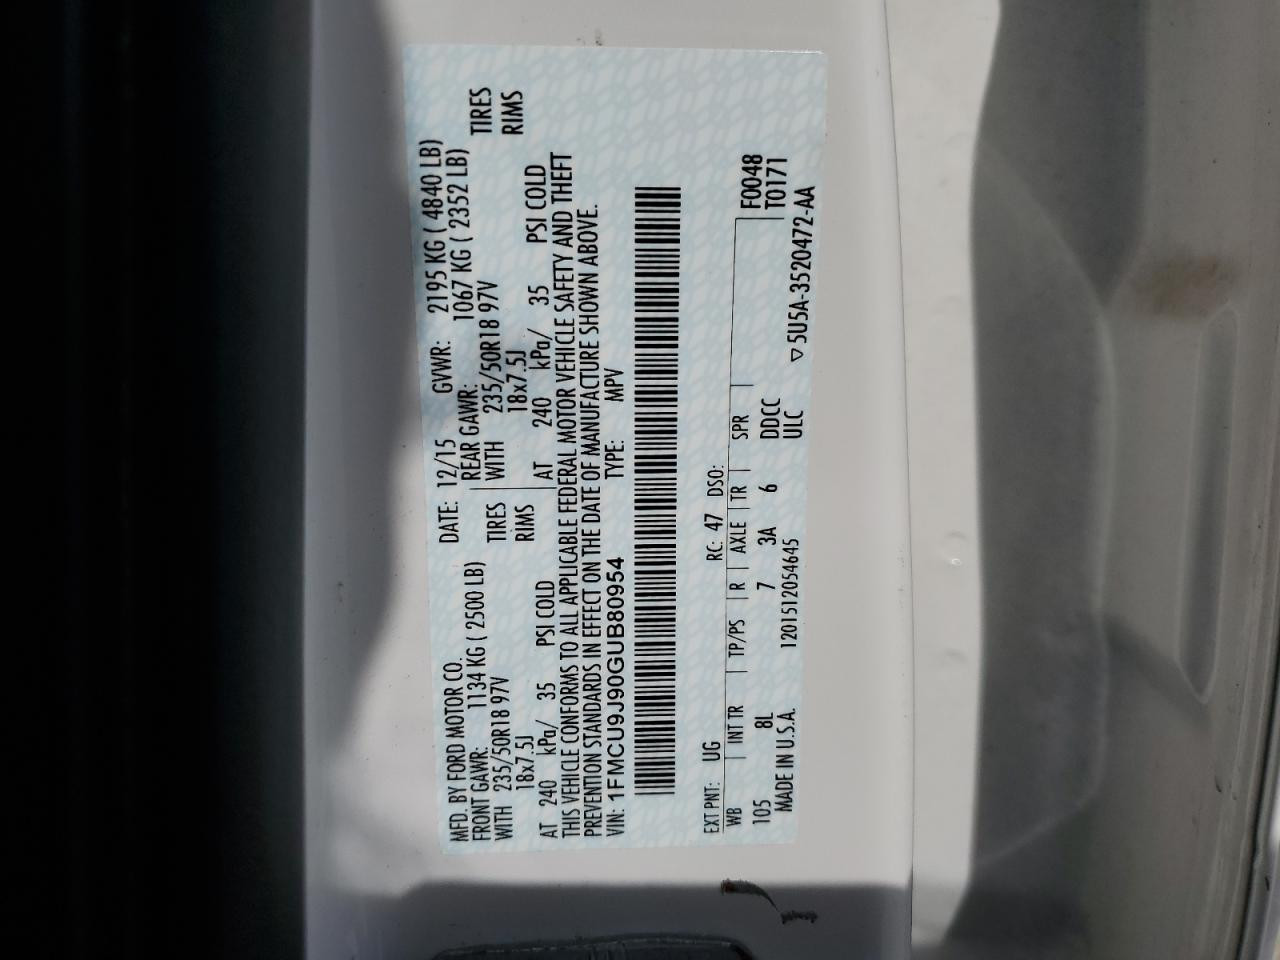 MFD. BY FORD MOTOR CO. DATE: 12/15 GVWR: 2195 KG ( 4840 LB)
FRONT GAWR: 1134 KG ( 2500 LB) REAR GAWR: 1067 KG ( 2352 LB)
WITH 235/50R18 97V TIRES WITH 235/50R18 97V TIRES
18x7.5J RIMS 18x7.5J RIMS
AT 240 kPa/ 35 PSI COLD AT 240 kPa/ 35 PSI COLD
THIS VEHICLE CONFORMS TO ALL APPLICABLE FEDERAL MOTOR VEHICLE SAFETY AND THEFT
PREVENTION STANDARDS IN EFFECT ON THE DATE OF MANUFACTURE SHOWN ABOVE.
VIN: 1FMCU9J90GUB80954 TYPE: MPV
EXT PNT: UG RC: 47 DSO:
WB INT TR TP/PS R AXLE TR SPR F0048
105 8L 7 3A 6 DDCC T0171
MADE IN U.S.A. 1201512054645 ULC ▽5U5A-3520472-AA